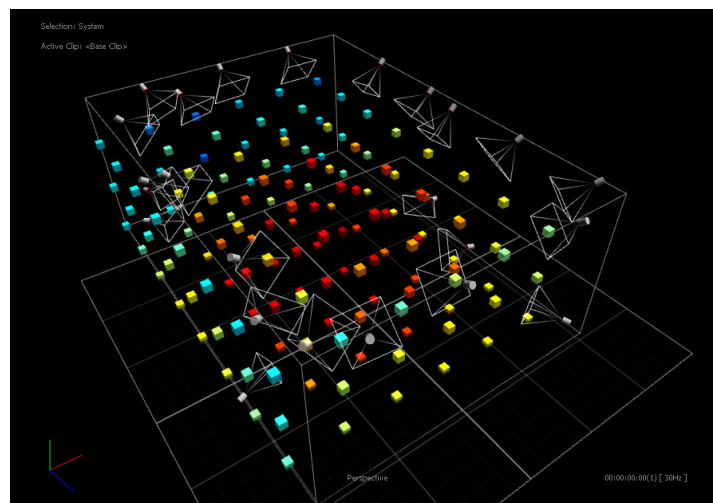 Selection: System
Active Clip: <Base Clip>
Perspective
00:00:00:00(1) [ 30Hz ]